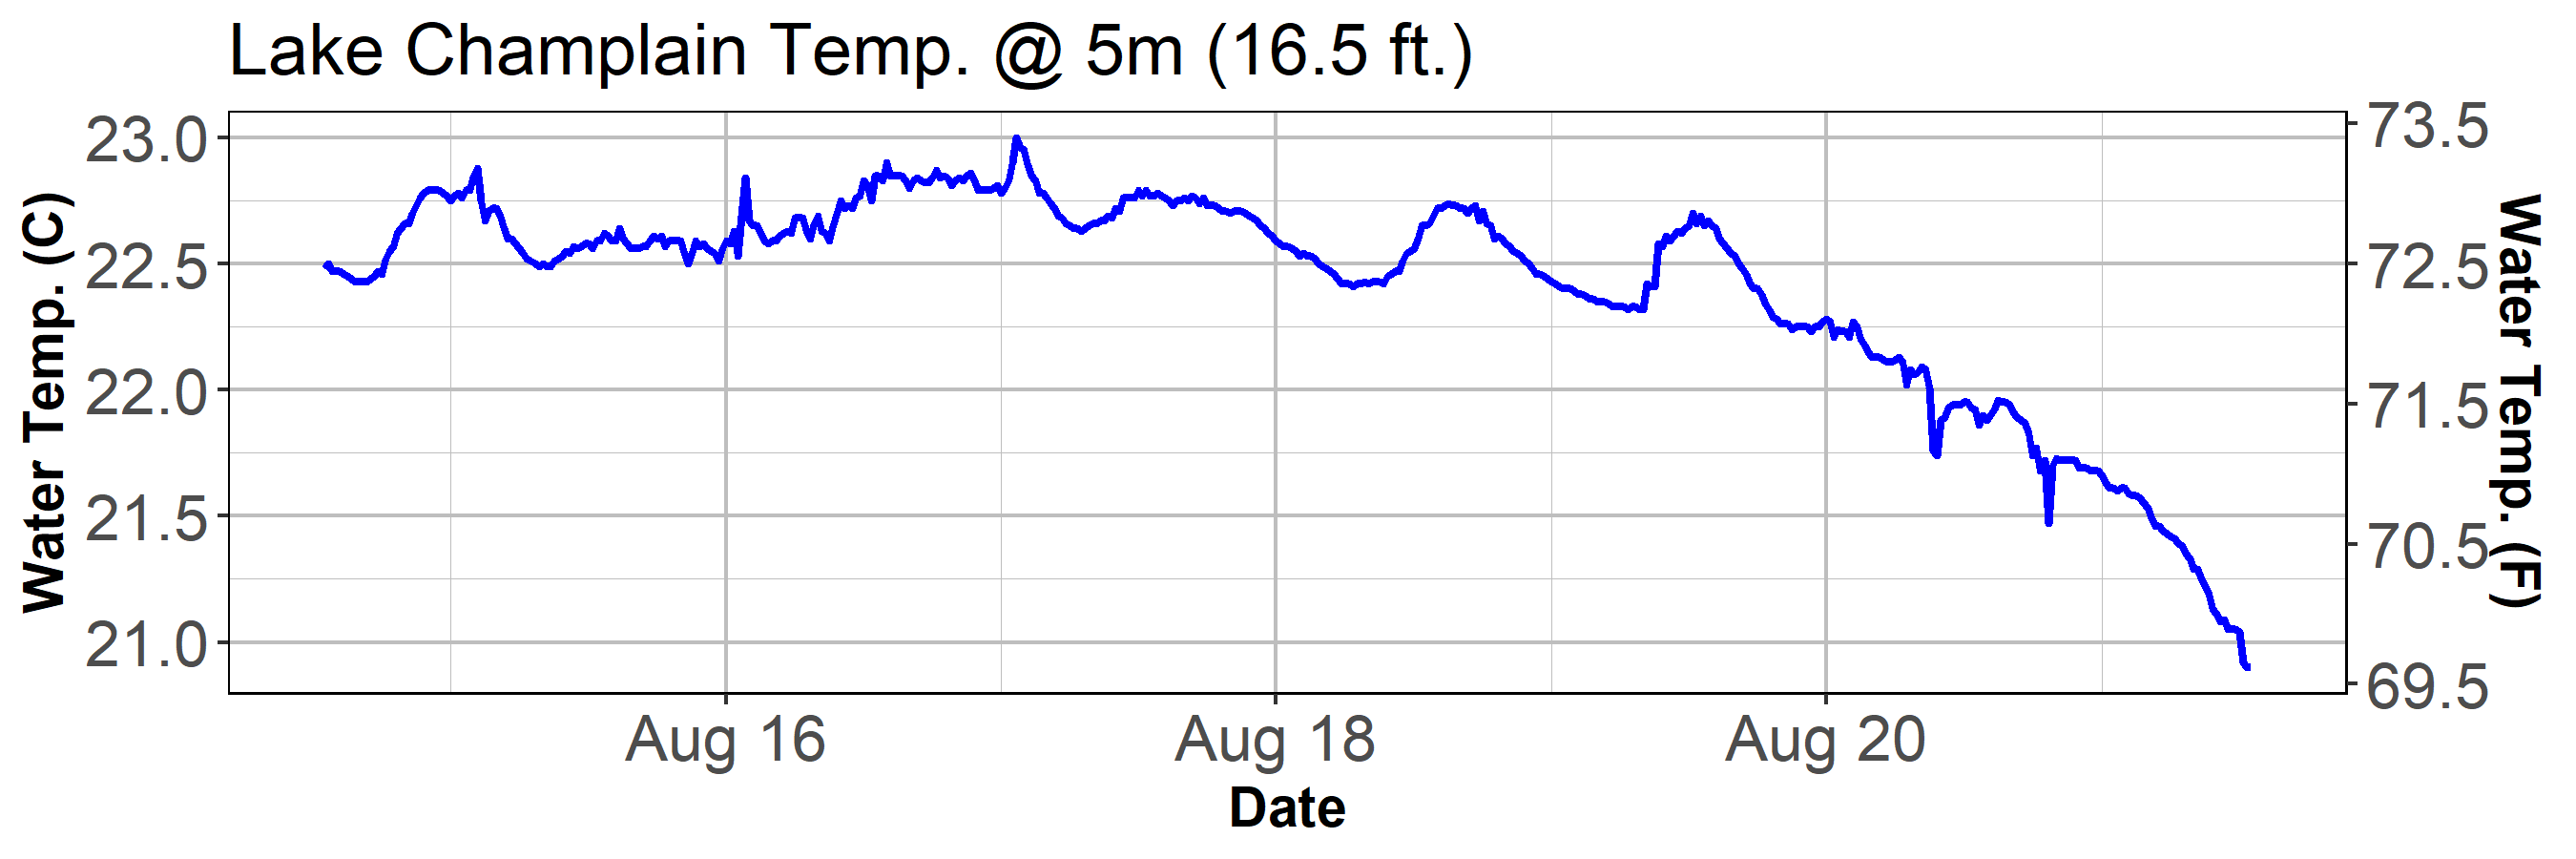 Lake Champlain Temp. @ 5m (16.5 ft.)
Water Temp. (C)
23.0
22.5
22.0
21.5
21.0
73.5
72.5
71.5
70.5
69.5
Water Temp. (F)
Aug 16
Aug 18
Aug 20
Date